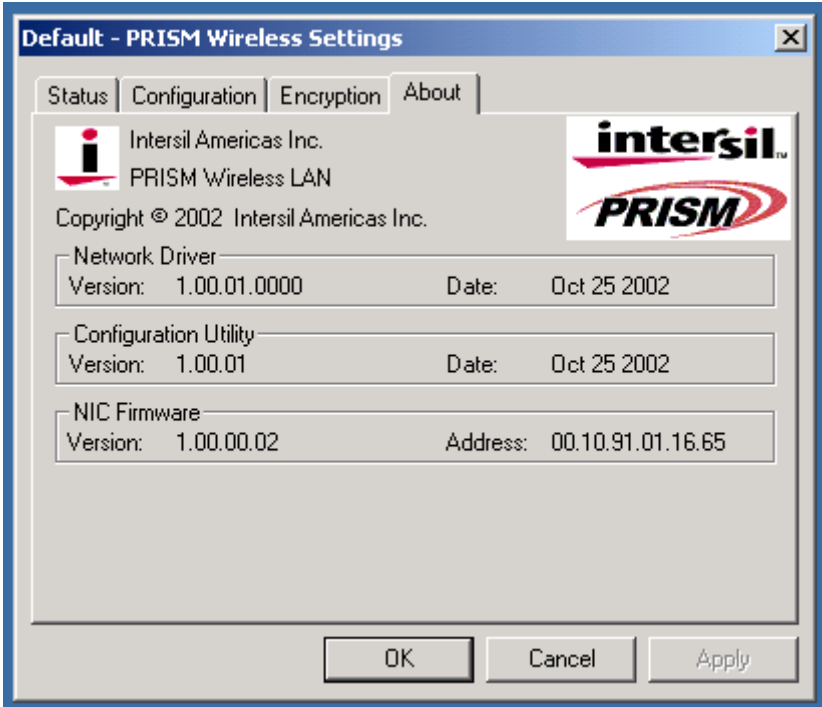 Default - PRISM Wireless Settings
Status Configuration Encryption About
Intersil Americas Inc.
PRISM Wireless LAN
Copyright © 2002 Intersil Americas Inc.
i
intersil™
PRISM
Network Driver
Version: 1.00.01.0000 Date: Oct 25 2002
Configuration Utility
Version: 1.00.01 Date: Oct 25 2002
NIC Firmware
Version: 1.00.00.02 Address: 00.10.91.01.16.65
OK Cancel Apply